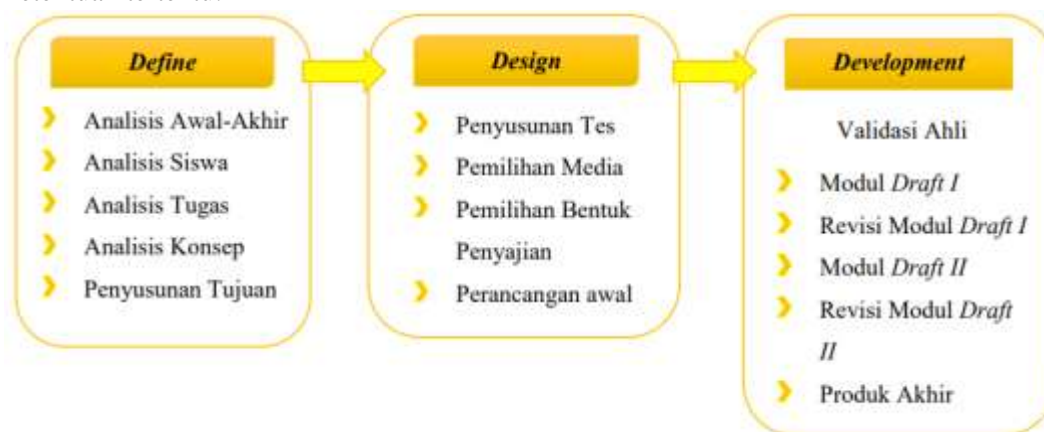 Define
Analisis Awal-Akhir
Analisis Siswa
Analisis Tugas
Analisis Konsep
Penyusunan Tujuan
Design
Penyusunan Tes
Pemilihan Media
Pemilihan Bentuk
Penyajian
Perancangan awal
Development
Validasi Ahli
Modul Draft I
Revisi Modul Draft I
Modul Draft II
Revisi Modul Draft
II
Produk Akhir